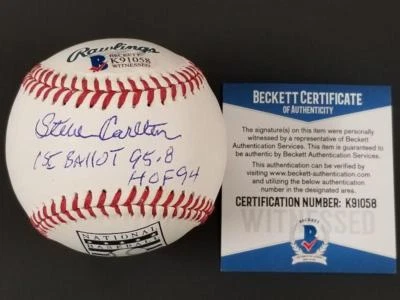 Rawlings
BECKETT
K91058
WITNESSED
Steve Carlton
1st BALLOT 95.8
HOF 94
NATIONAL
BASEBALL
BECKETT CERTIFICATE
OF AUTHENTICITY
The signature(s) on this item were personally
witnessed by a representative of Beckett
Authentication Services. This item is guaranteed
to be authentic by Beckett Authentication Services.
This authentication can be verified by visiting
www.beckett-authentication.com
and utilizing the below authentication
number in the designated area.
CERTIFICATION NUMBER: K91058
WITNESSED
BECKETT